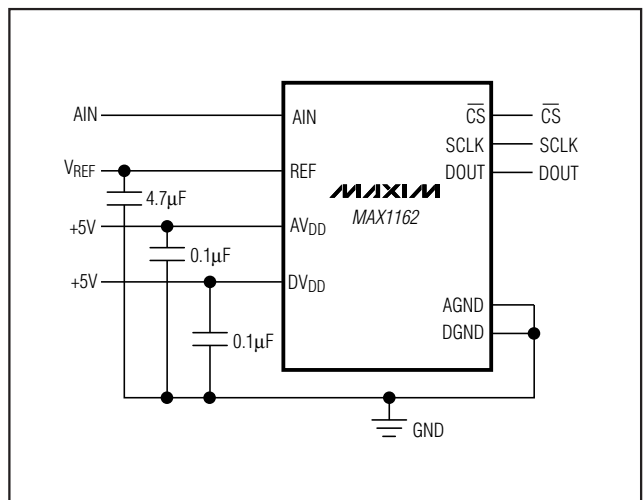 AIN
AIN
CS
CS
SCLK
SCLK
VREF
REF
DOUT
DOUT
4.7µF
MAXIM
MAX1162
+5V
AVDD
0.1µF
+5V
DVDD
AGND
DGND
0.1µF
GND